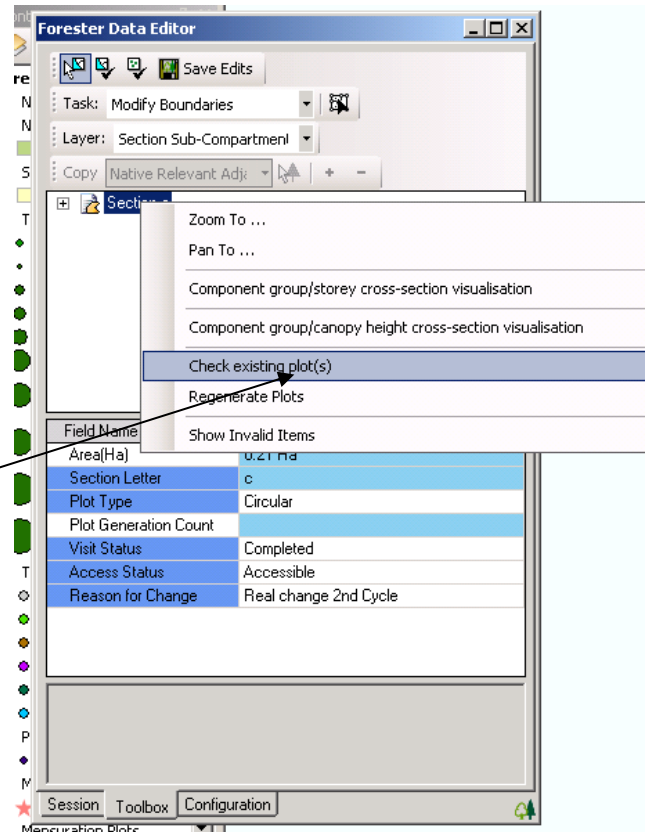 Forester Data Editor
Save Edits
Task: Modify Boundaries
Layer: Section Sub-Compartment
Copy Native Relevant Adja + -
Section c
Zoom To ...
Pan To ...
Component group/storey cross-section visualisation
Component group/canopy height cross-section visualisation
Check existing plot(s)
Regenerate Plots
Show Invalid Items
Field Name
Area(Ha) 0.21 Ha
Section Letter c
Plot Type Circular
Plot Generation Count
Visit Status Completed
Access Status Accessible
Reason for Change Real change 2nd Cycle
Session Toolbox Configuration
Mensuration Plots
re
N
N
S
T
T
P
M